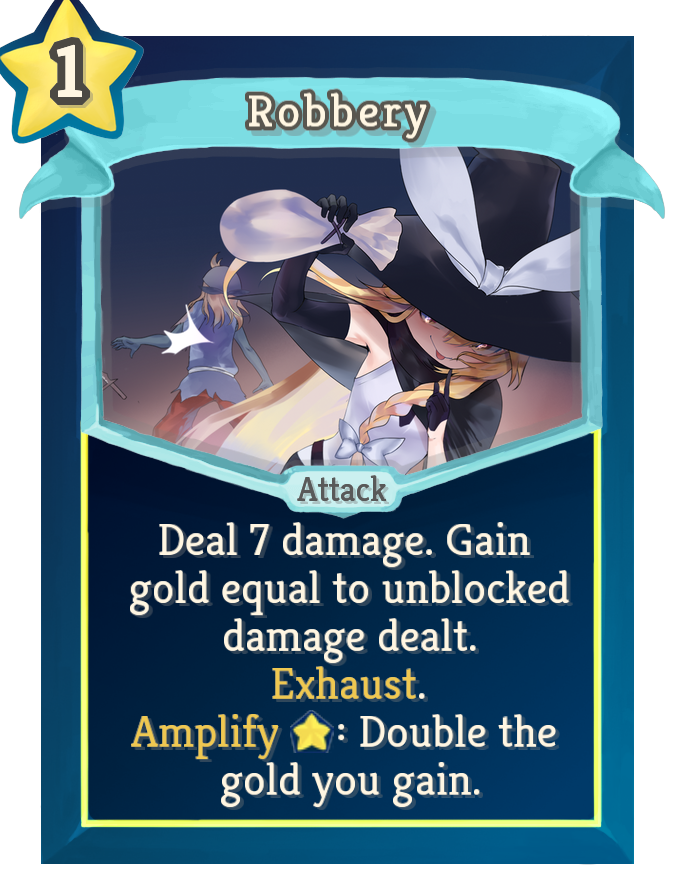 1
Robbery
Attack
Deal 7 damage. Gain
gold equal to unblocked
damage dealt.
Exhaust.
Amplify ⭐: Double the
gold you gain.